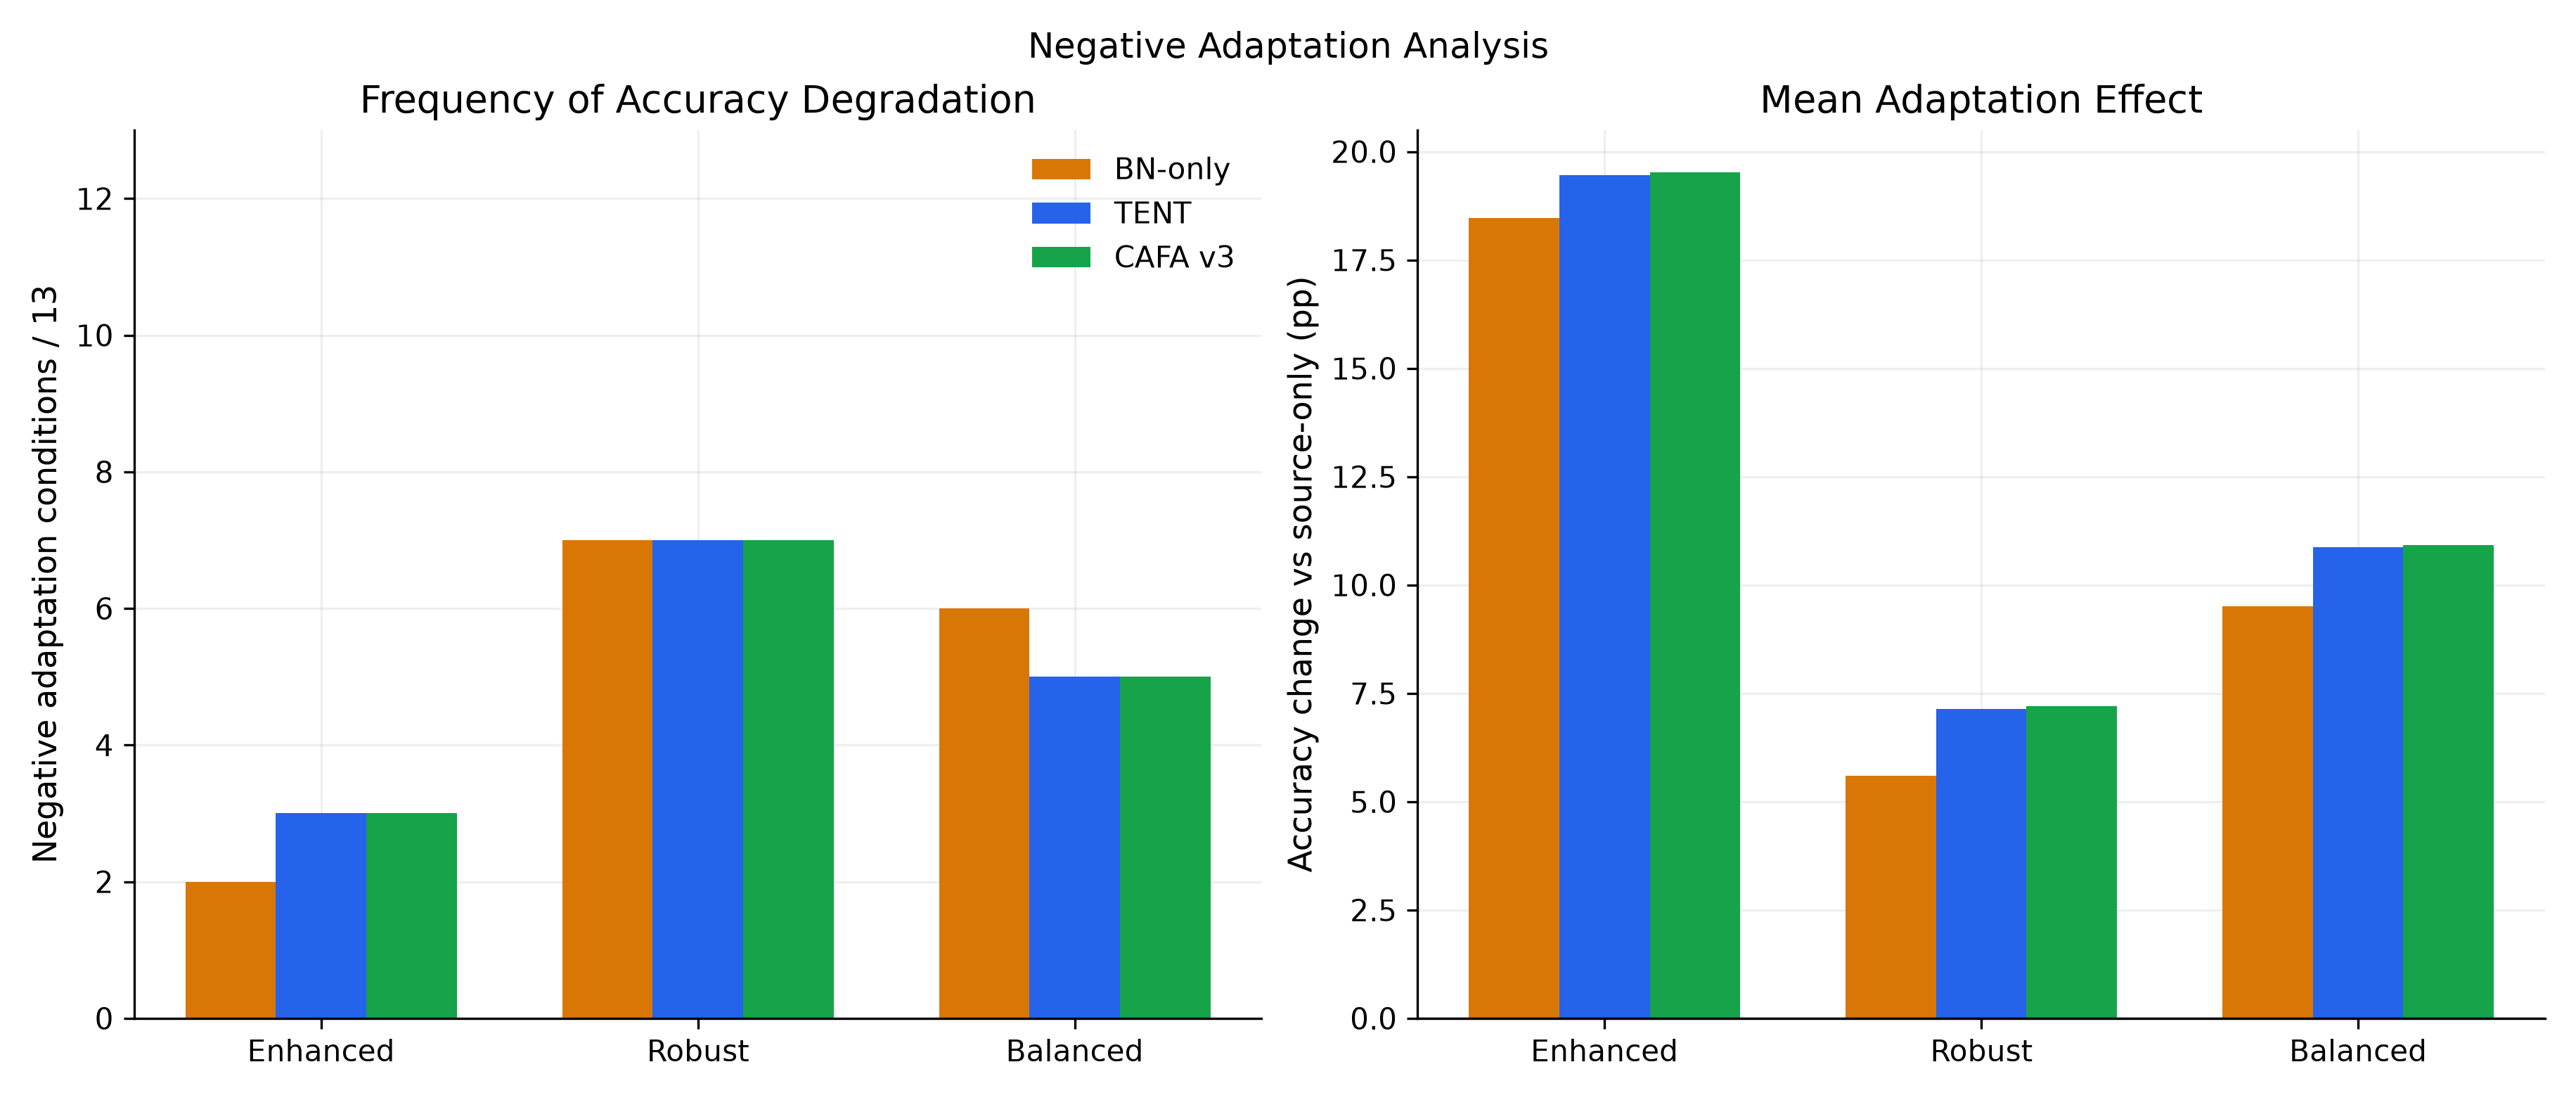 Negative Adaptation Analysis
Frequency of Accuracy Degradation
Negative adaptation conditions / 13
12
10
8
6
4
2
0
BN-only
TENT
CAFA v3
Enhanced
Robust
Balanced
Mean Adaptation Effect
Accuracy change vs source-only (pp)
20.0
17.5
15.0
12.5
10.0
7.5
5.0
2.5
0.0
Enhanced
Robust
Balanced